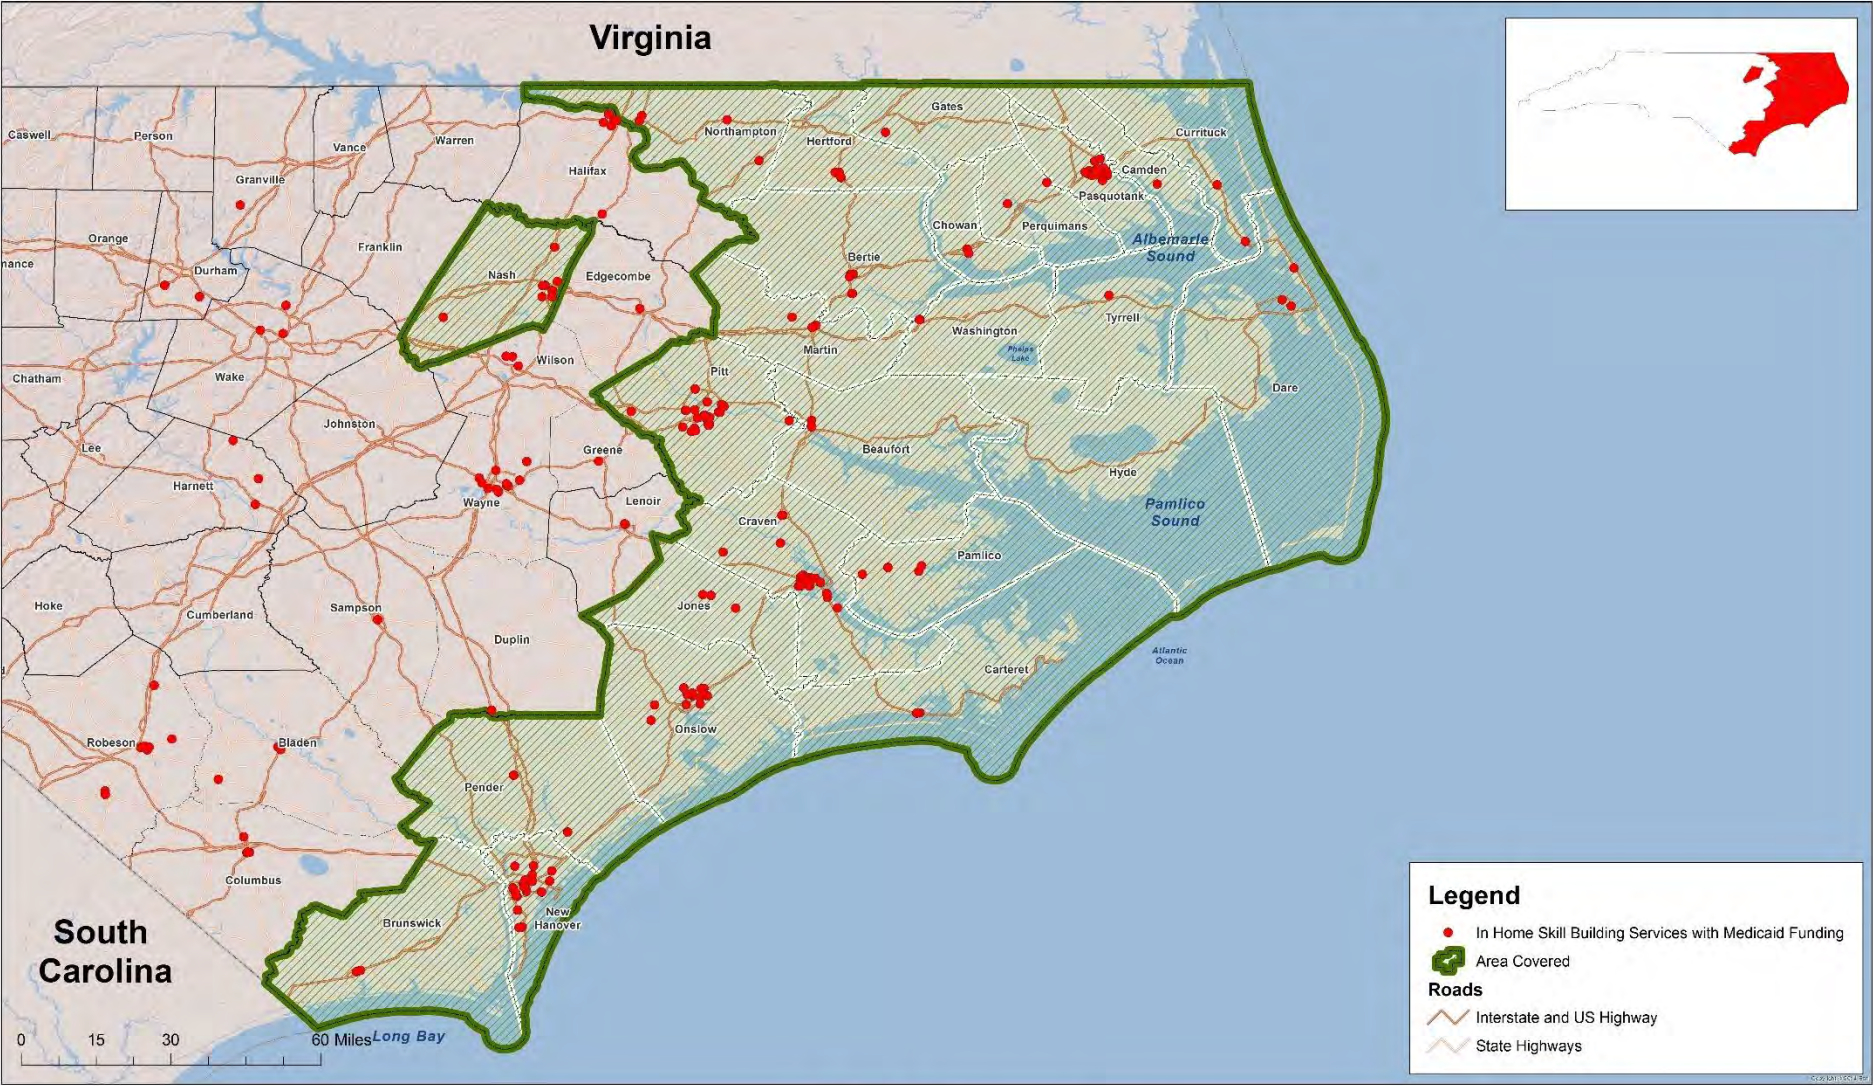 Virginia
Gates
Caswell
Person
Northampton
Currituck
Warren
Hertford
Vance
Halifax
Camden
Granville
Pasquotank
Chowan
Perquimans
Orange
Franklin
Albemarle
Sound
mance
Durham
Bertie
Nash
Edgecombe
Tyrrell
Washington
Martin
Phelps
Lake
Wilson
Pitt
Chatham
Wake
Dare
Johnston
Lee
Greene
Beaufort
Hyde
Harnett
Wayne
Lenoir
Pamlico
Sound
Craven
Pamlico
Hoke
Cumberland
Sampson
Jones
Duplin
Atlantic
Ocean
Carteret
Onslow
Robeson
Bladen
Pender
Columbus
New
Hanover
Brunswick
South
Carolina
0 15 30 60 Miles
Long Bay
Legend
In Home Skill Building Services with Medicaid Funding
Area Covered
Roads
Interstate and US Highway
State Highways